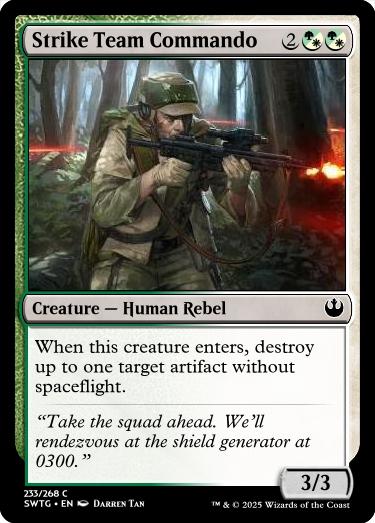 Strike Team Commando 2
Creature — Human Rebel
When this creature enters, destroy
up to one target artifact without
spaceflight.
“Take the squad ahead. We’ll
rendezvous at the shield generator at
0300.”
3/3
233/268 C
SWTG • EN DARREN TAN
™ & © 2025 Wizards of the Coast